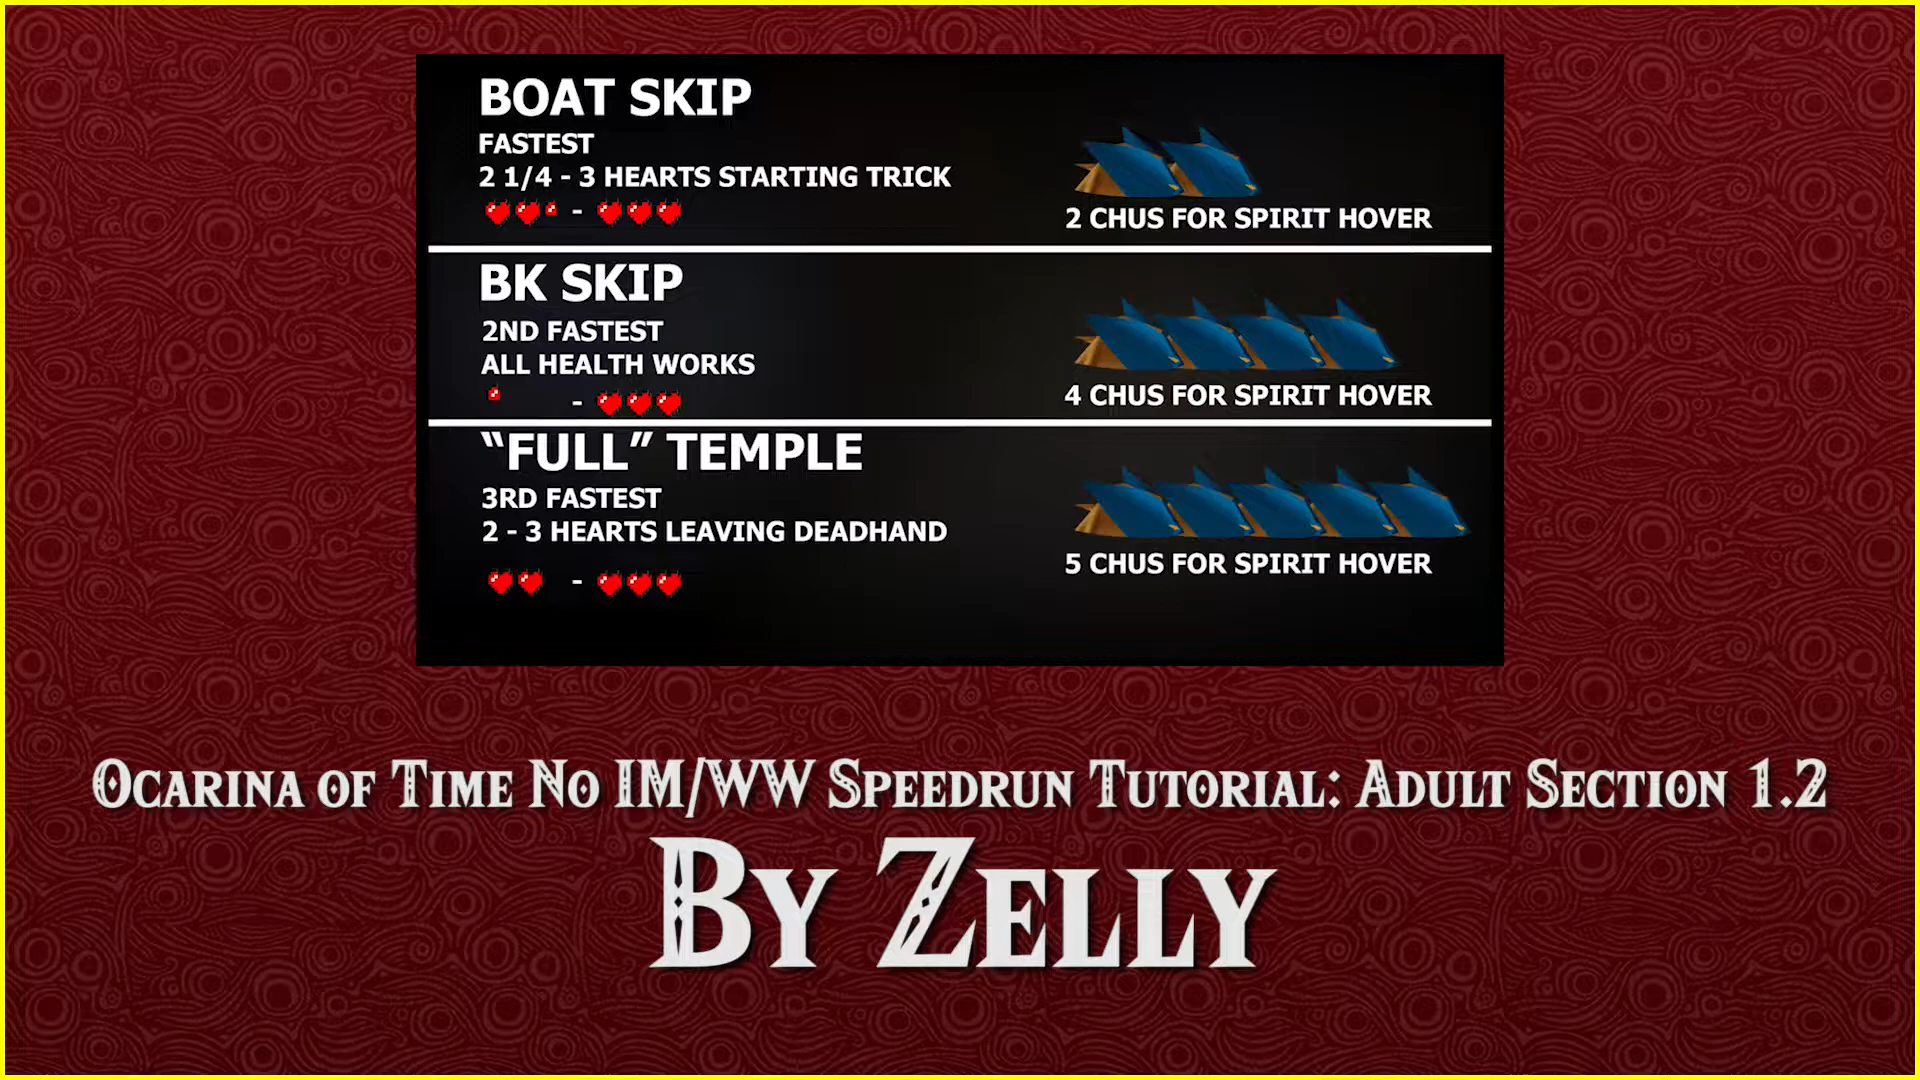 BOAT SKIP
FASTEST
2 1/4 - 3 HEARTS STARTING TRICK
-
2 CHUS FOR SPIRIT HOVER
BK SKIP
2ND FASTEST
ALL HEALTH WORKS
-
4 CHUS FOR SPIRIT HOVER
“FULL” TEMPLE
3RD FASTEST
2 - 3 HEARTS LEAVING DEADHAND
-
5 CHUS FOR SPIRIT HOVER
Ocarina of Time No IM/WW Speedrun Tutorial: Adult Section 1.2
By Zelly